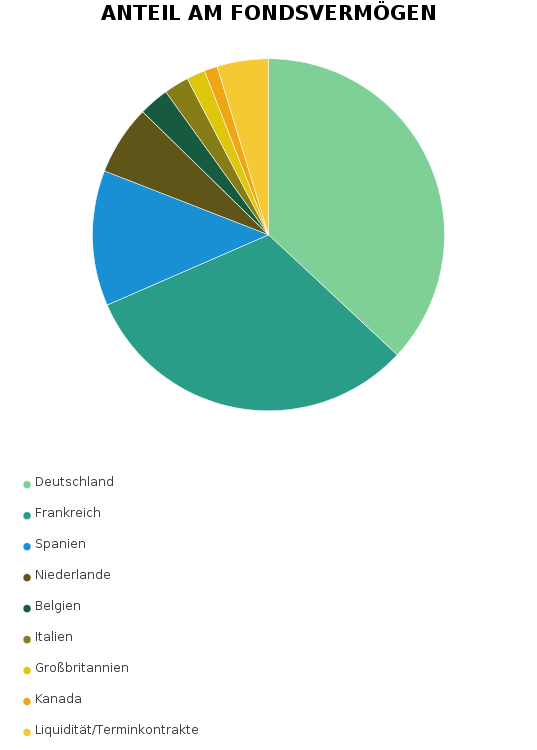 ANTEIL AM FONDSVERMÖGEN
Deutschland
Frankreich
Spanien
Niederlande
Belgien
Italien
Großbritannien
Kanada
Liquidität/Terminkontrakte